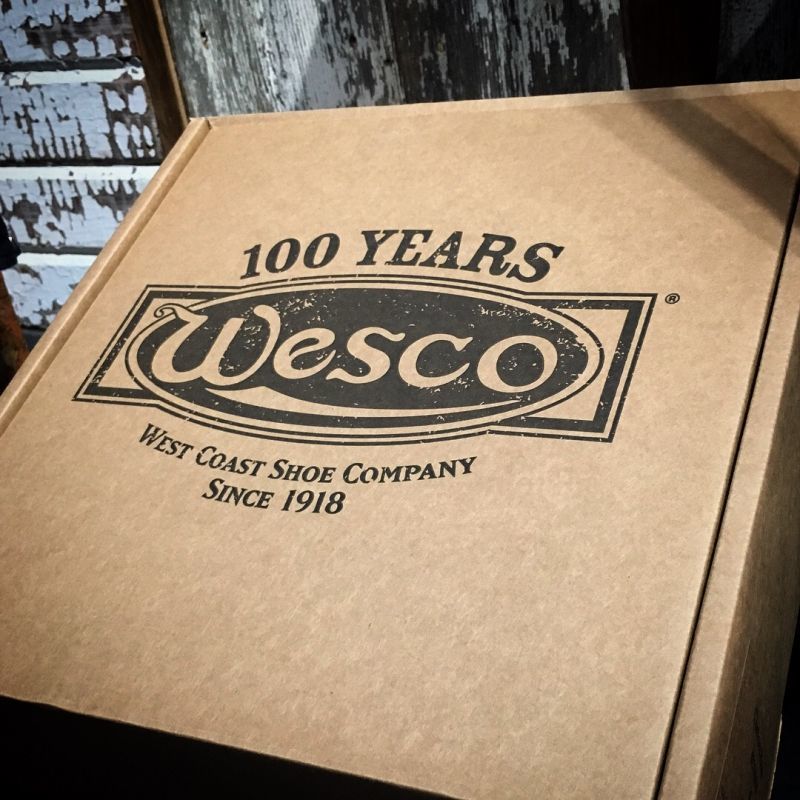 100 YEARS
Wesco®
WEST COAST SHOE COMPANY
SINCE 1918